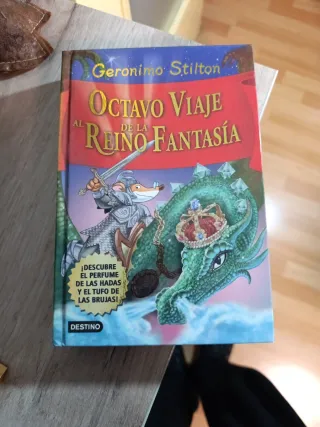 Geronimo Stilton
OCTAVO VIAJE
AL REINO DE LA FANTASÍA
¡DESCUBRE
EL PERFUME
DE LAS HADAS
Y EL TUFO DE
LAS BRUJAS!
DESTINO